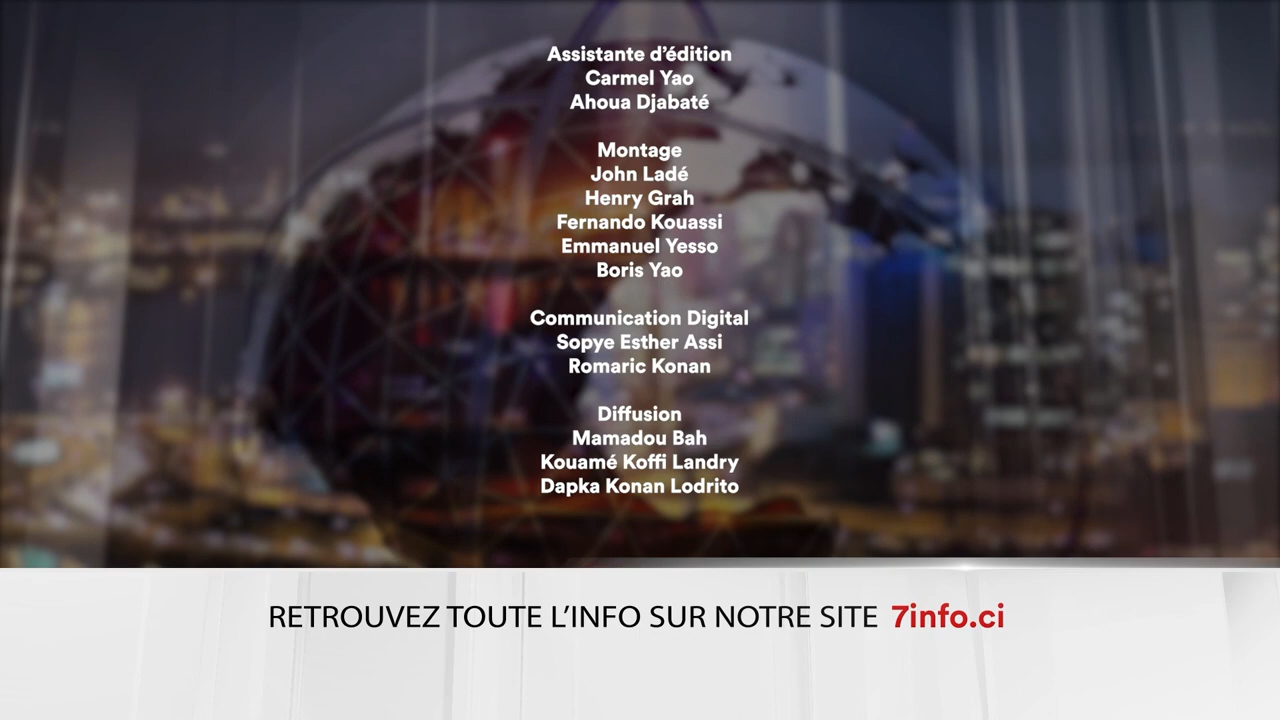 Assistante d’édition
Carmel Yao
Ahoua Djabaté
Montage
John Ladé
Henry Grah
Fernando Kouassi
Emmanuel Yesso
Boris Yao
Communication Digital
Sopye Esther Assi
Romaric Konan
Diffusion
Mamadou Bah
Kouamé Koffi Landry
Dapka Konan Lodrito
RETROUVEZ TOUTE L’INFO SUR NOTRE SITE 7info.ci